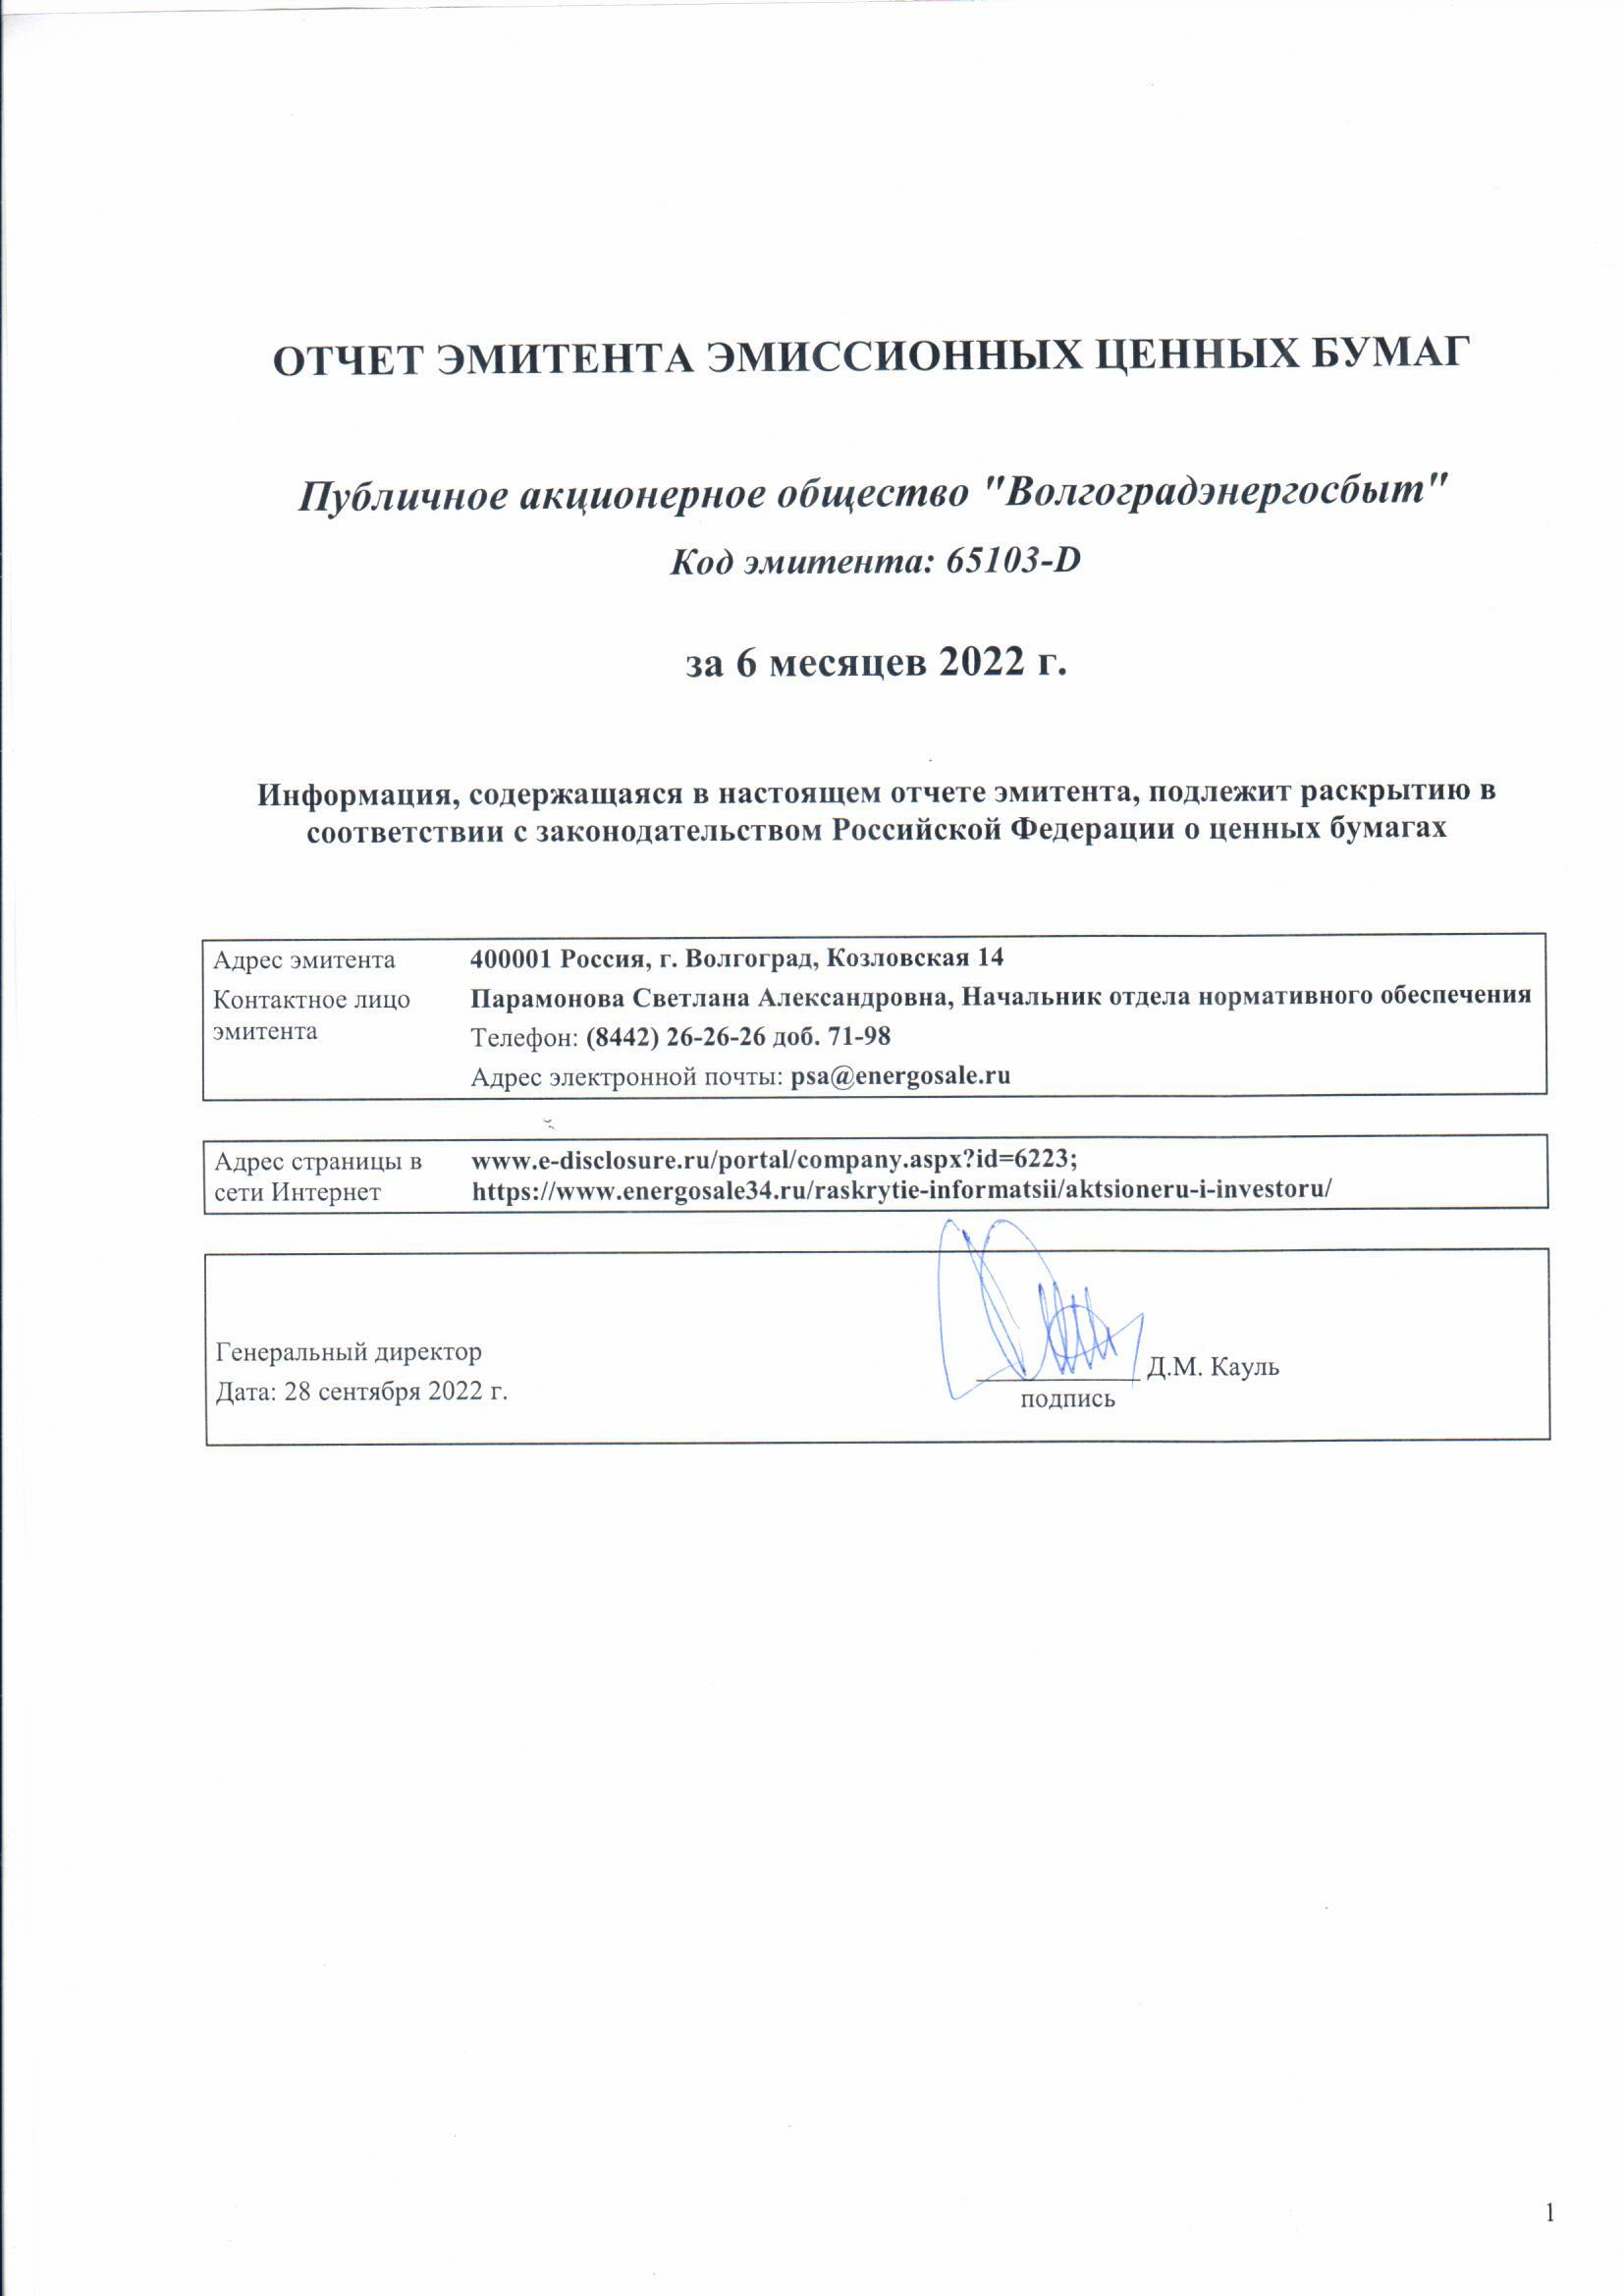 ОТЧЕТ ЭМИТЕНТА ЭМИССИОННЫХ ЦЕННЫХ БУМАГ
Публичное акционерное общество "Волгоградэнергосбыт"
Код эмитента: 65103-D
за 6 месяцев 2022 г.
Информация, содержащаяся в настоящем отчете эмитента, подлежит раскрытию в
соответствии с законодательством Российской Федерации о ценных бумагах
Адрес эмитента 400001 Россия, г. Волгоград, Козловская 14
Контактное лицо Парамонова Светлана Александровна, Начальник отдела нормативного обеспечения
эмитента
Телефон: (8442) 26-26-26 доб. 71-98
Адрес электронной почты: psa@energosale.ru
Адрес страницы в www.e-disclosure.ru/portal/company.aspx?id=6223;
сети Интернет https://www.energosale34.ru/raskrytie-informatsii/aktsioneru-i-investoru/
Генеральный директор
Д.М. Кауль
Дата: 28 сентября 2022 г.
подпись
1